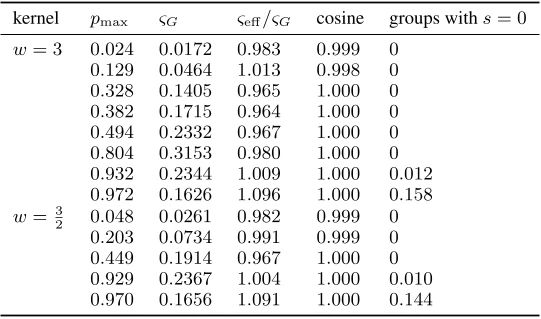 kernel p_max ς_G ς_eff/ς_G cosine groups with s = 0
w = 3 0.024 0.0172 0.983 0.999 0
0.129 0.0464 1.013 0.998 0
0.328 0.1405 0.965 1.000 0
0.382 0.1715 0.964 1.000 0
0.494 0.2332 0.967 1.000 0
0.804 0.3153 0.980 1.000 0
0.932 0.2344 1.009 1.000 0.012
0.972 0.1626 1.096 1.000 0.158
w = 3/2 0.048 0.0261 0.982 0.999 0
0.203 0.0734 0.991 0.999 0
0.449 0.1914 0.967 1.000 0
0.929 0.2367 1.004 1.000 0.010
0.970 0.1656 1.091 1.000 0.144